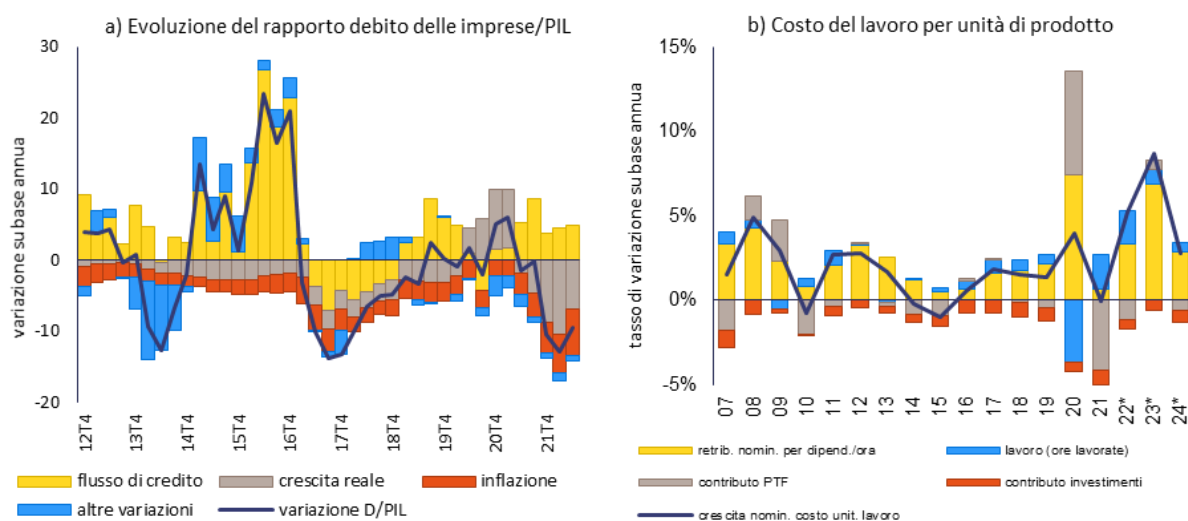 a) Evoluzione del rapporto debito delle imprese/PIL
variazione su base annua
30
20
10
0
-10
-20
12T4
13T4
14T4
15T4
16T4
17T4
18T4
19T4
20T4
21T4
flusso di credito
crescita reale
inflazione
altre variazioni
variazione D/PIL
b) Costo del lavoro per unità di prodotto
tasso di variazione su base annua
15%
10%
5%
0%
-5%
07
08
09
10
11
12
13
14
15
16
17
18
19
20
21
22*
23*
24*
retrib. nomin. per dipend./ora
lavoro (ore lavorate)
contributo PTF
contributo investimenti
crescita nomin. costo unit. lavoro